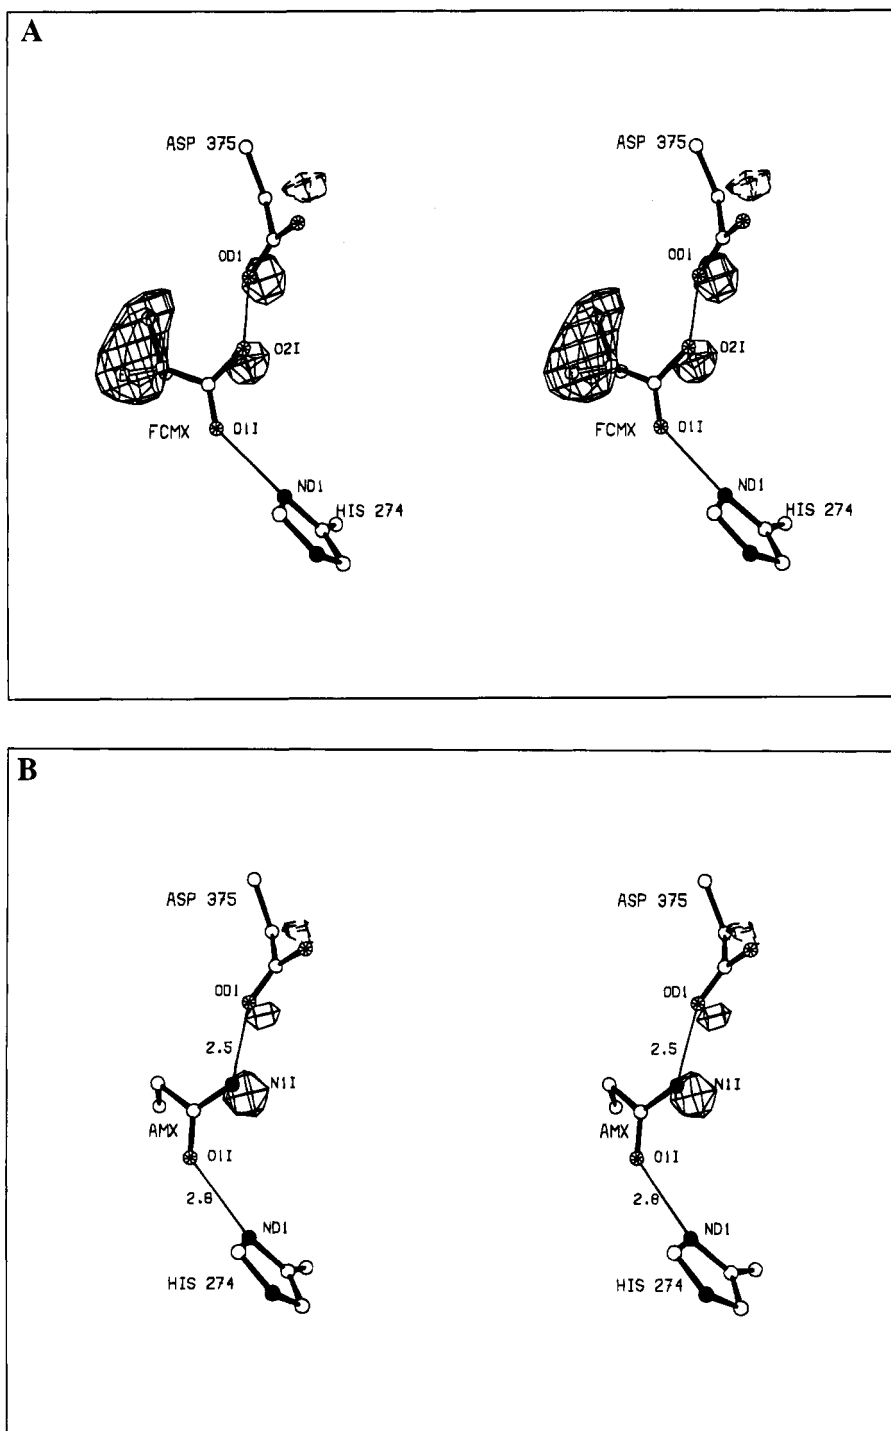 A
ASP 375
ASP 375
OD1
OD1
O2I
O2I
FCMX
O1I
FCMX
O1I
ND1
ND1
HIS 274
HIS 274
B
ASP 375
ASP 375
OD1
OD1
2.5
2.5
N1I
N1I
AMX
AMX
O1I
O1I
2.8
2.8
ND1
ND1
HIS 274
HIS 274